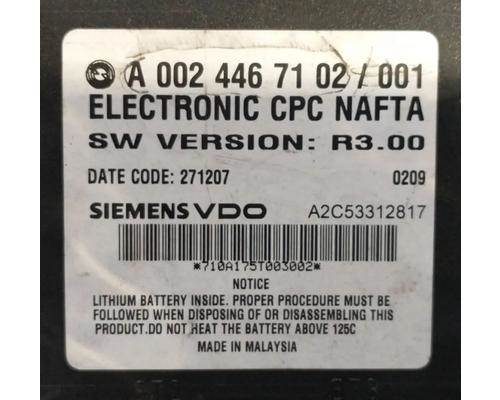 A 002 446 71 02 / 001
ELECTRONIC CPC NAFTA
SW VERSION: R3.00
DATE CODE: 271207 0209
SIEMENS VDO A2C53312817
*710A175T003002*
NOTICE
LITHIUM BATTERY INSIDE. PROPER PROCEDURE MUST BE
FOLLOWED WHEN DISPOSING OF OR DISASSEMBLING THIS
PRODUCT.DO NOT HEAT THE BATTERY ABOVE 125C
MADE IN MALAYSIA